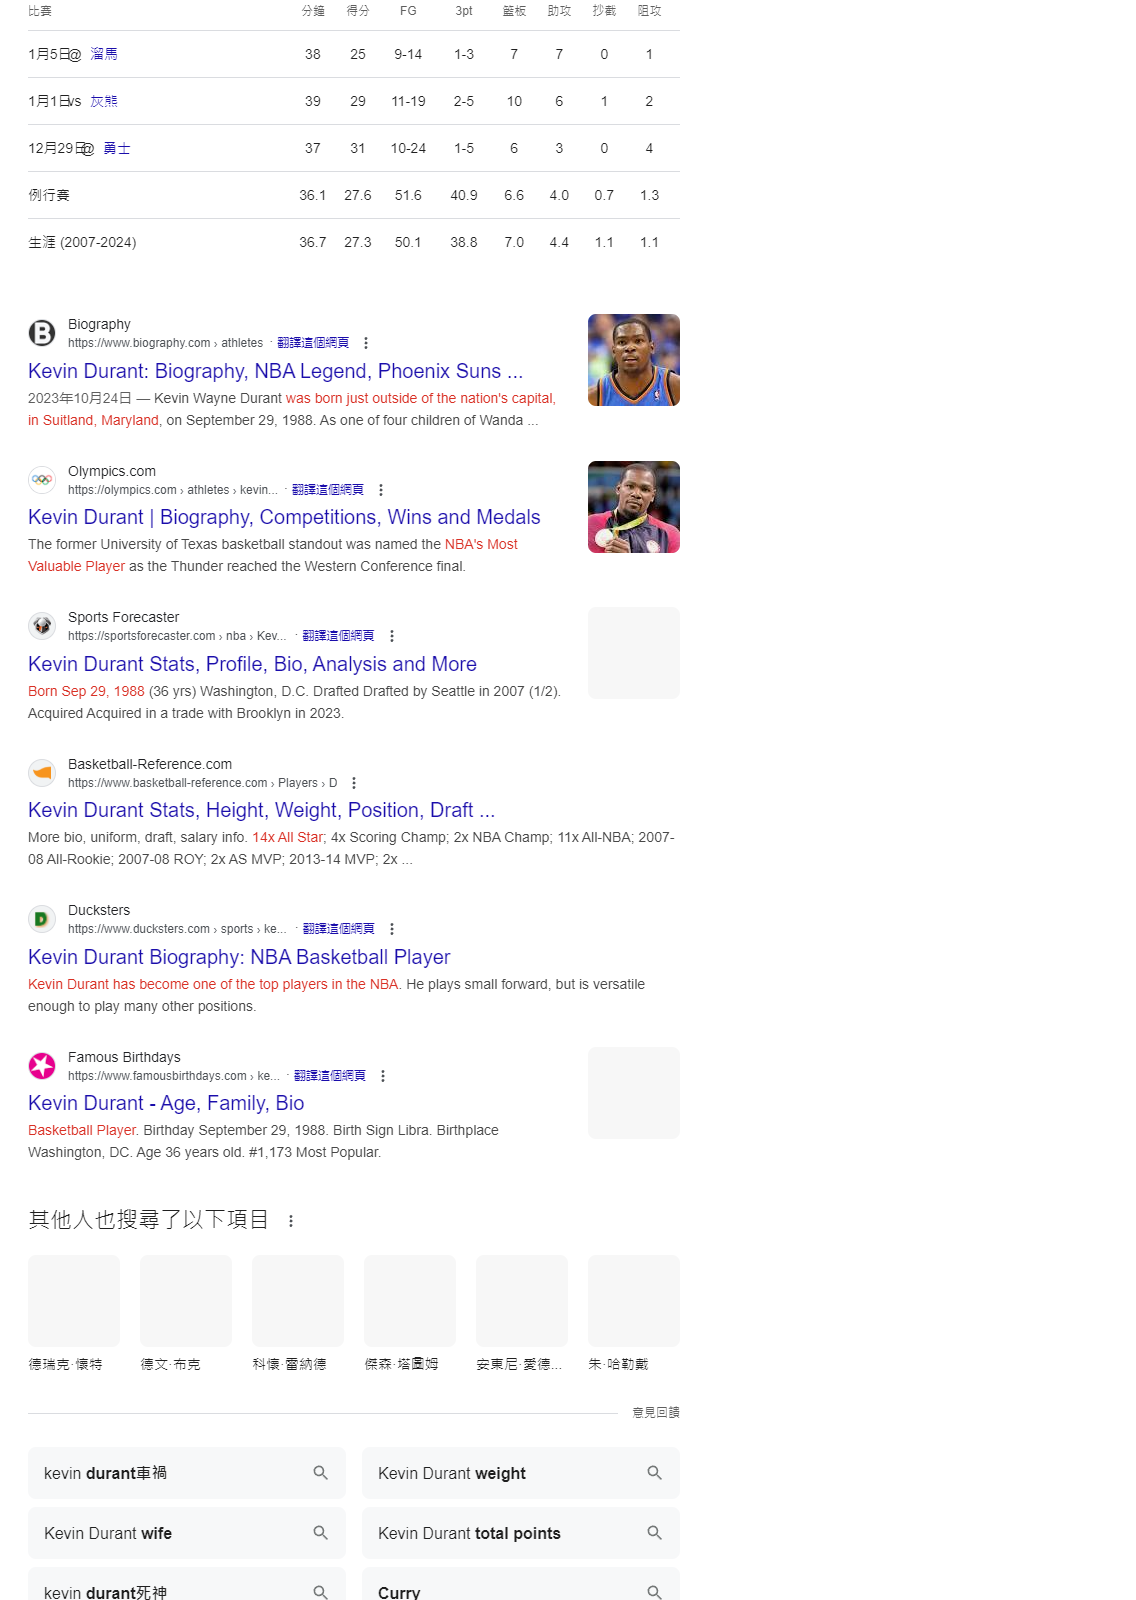 比賽 分鐘 得分 FG 3pt 籃板 助攻 抄截 阻攻
1月5日@ 溜馬 38 25 9-14 1-3 7 7 0 1
1月1日vs 灰熊 39 29 11-19 2-5 10 6 1 2
12月29日@ 勇士 37 31 10-24 1-5 6 3 0 4
例行賽 36.1 27.6 51.6 40.9 6.6 4.0 0.7 1.3
生涯 (2007-2024) 36.7 27.3 50.1 38.8 7.0 4.4 1.1 1.1
Biography
https://www.biography.com › athletes · 翻譯這個網頁
Kevin Durant: Biography, NBA Legend, Phoenix Suns ...
2023年10月24日 — Kevin Wayne Durant was born just outside of the nation's capital,
in Suitland, Maryland, on September 29, 1988. As one of four children of Wanda ...
Olympics.com
https://olympics.com › athletes › kevin... · 翻譯這個網頁
Kevin Durant | Biography, Competitions, Wins and Medals
The former University of Texas basketball standout was named the NBA's Most
Valuable Player as the Thunder reached the Western Conference final.
Sports Forecaster
https://sportsforecaster.com › nba › Kev... · 翻譯這個網頁
Kevin Durant Stats, Profile, Bio, Analysis and More
Born Sep 29, 1988 (36 yrs) Washington, D.C. Drafted Drafted by Seattle in 2007 (1/2).
Acquired Acquired in a trade with Brooklyn in 2023.
Basketball-Reference.com
https://www.basketball-reference.com › Players › D
Kevin Durant Stats, Height, Weight, Position, Draft ...
More bio, uniform, draft, salary info. 14x All Star; 4x Scoring Champ; 2x NBA Champ; 11x All-NBA; 2007-
08 All-Rookie; 2007-08 ROY; 2x AS MVP; 2013-14 MVP; 2x ...
Ducksters
https://www.ducksters.com › sports › ke... · 翻譯這個網頁
Kevin Durant Biography: NBA Basketball Player
Kevin Durant has become one of the top players in the NBA. He plays small forward, but is versatile
enough to play many other positions.
Famous Birthdays
https://www.famousbirthdays.com › ke... · 翻譯這個網頁
Kevin Durant - Age, Family, Bio
Basketball Player. Birthday September 29, 1988. Birth Sign Libra. Birthplace
Washington, DC. Age 36 years old. #1,173 Most Popular.
其他人也搜尋了以下項目
德瑞克·懷特 德文·布克 科懷·雷納德 傑森·塔圖姆 安東尼·愛德... 朱·哈勒戴
意見回饋
kevin durant車禍 Kevin Durant weight
Kevin Durant wife Kevin Durant total points
kevin durant死神 Curry